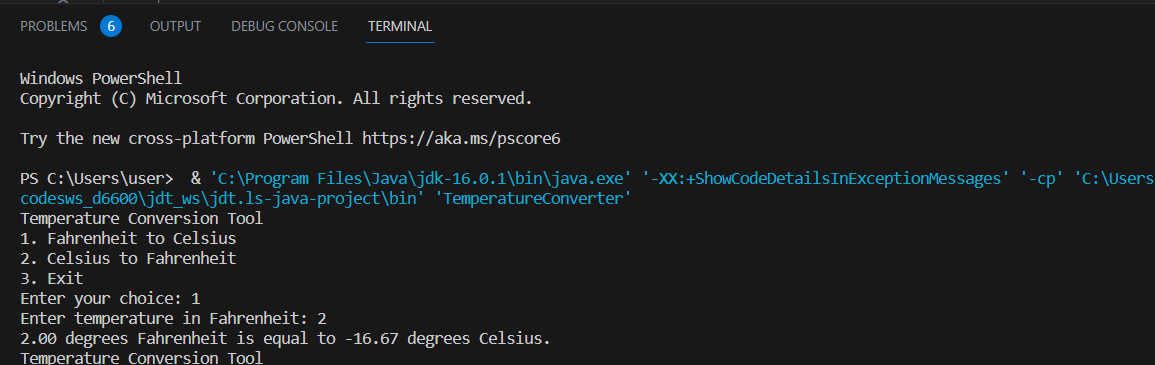 PROBLEMS 6 OUTPUT DEBUG CONSOLE TERMINAL
Windows PowerShell
Copyright (C) Microsoft Corporation. All rights reserved.
Try the new cross-platform PowerShell https://aka.ms/pscore6
PS C:\Users\user>  & 'C:\Program Files\Java\jdk-16.0.1\bin\java.exe' '-XX:+ShowCodeDetailsInExceptionMessages' '-cp' 'C:\Users
codesws_d6600\jdt_ws\jdt.ls-java-project\bin' 'TemperatureConverter'
Temperature Conversion Tool
1. Fahrenheit to Celsius
2. Celsius to Fahrenheit
3. Exit
Enter your choice: 1
Enter temperature in Fahrenheit: 2
2.00 degrees Fahrenheit is equal to -16.67 degrees Celsius.
Temperature Conversion Tool